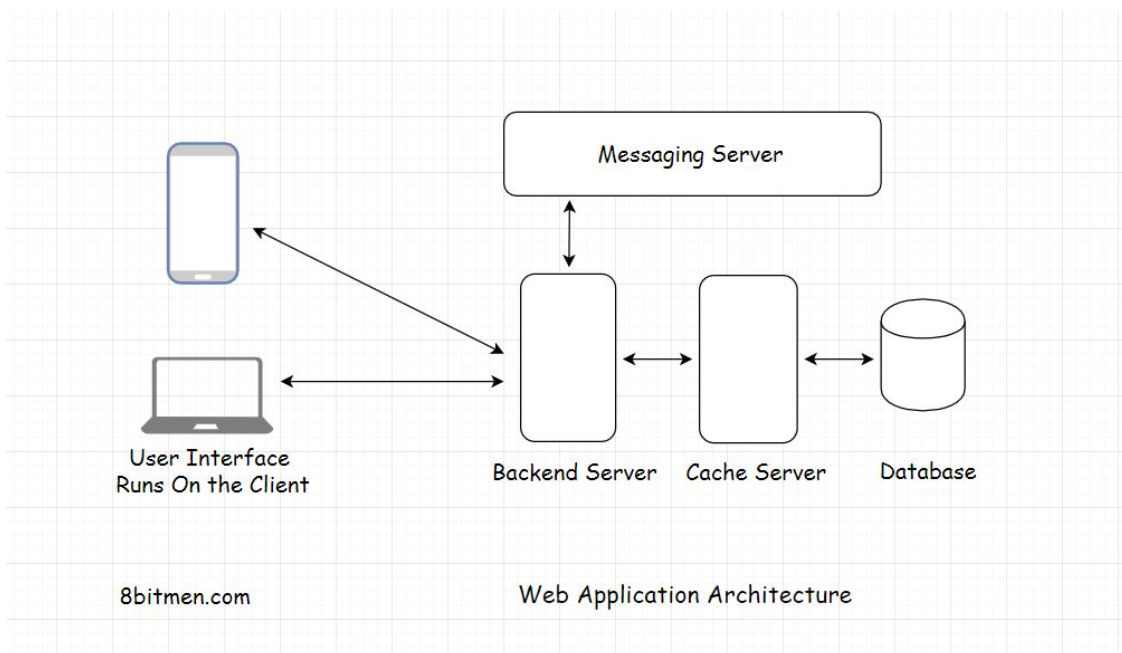 Messaging Server
User Interface
Runs On the Client
Backend Server
Cache Server
Database
8bitmen.com
Web Application Architecture